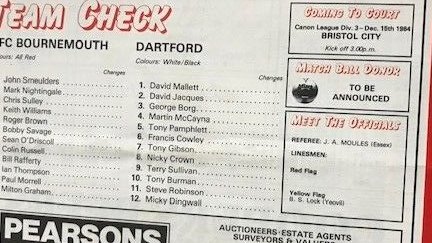 TEAM CHECK
FC BOURNEMOUTH
Colours: All Red
Changes
John Smeulders
Mark Nightingale
Chris Sulley
Keith Williams
Roger Brown
Bobby Savage
Sean O'Driscoll
Colin Russell
Bill Rafferty
Ian Thompson
Paul Morrell
Milton Graham
DARTFORD
Colours: White/Black
Changes
1. David Mallett
2. David Jacques
3. George Borg
4. Martin McCayna
5. Tony Pamphlett
6. Francis Cowley
7. Tony Gibson
8. Nicky Crown
9. Terry Sullivan
10. Tony Burman
11. Steve Robinson
12. Micky Dingwall
COMING TO COURT
Canon League Div. 3 - Dec. 15th 1984
BRISTOL CITY
Kick off 3.00p.m.
MATCH BALL DONOR
TO BE
ANNOUNCED
MEET THE OFFICIALS
REFEREE: J. A. MOULES (Essex)
LINESMEN:
Red Flag
Yellow Flag
B. S. Lock (Yeovil)
PEARSONS
AUCTIONEERS·ESTATE AGENTS
SURVEYORS & VALUERS